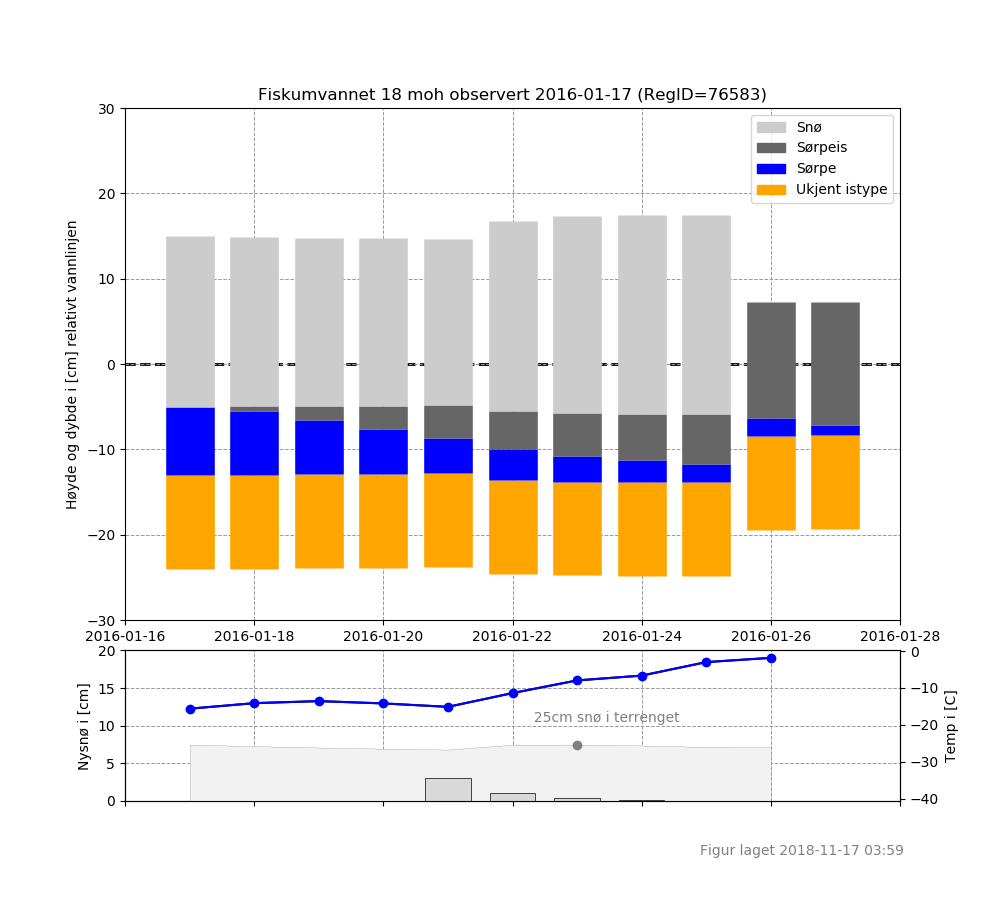 Fiskumvannet 18 moh observert 2016-01-17 (RegID=76583)
Høyde og dybde i [cm] relativt vannlinjen
30
20
10
0
−10
−20
−30
Snø
Sørpeis
Sørpe
Ukjent istype
2016-01-16 2016-01-18 2016-01-20 2016-01-22 2016-01-24 2016-01-26 2016-01-28
Nysnø i [cm]
20
15
10
5
0
25cm snø i terrenget
0
−10
−20
−30
−40
Temp i [C]
Figur laget 2018-11-17 03:59